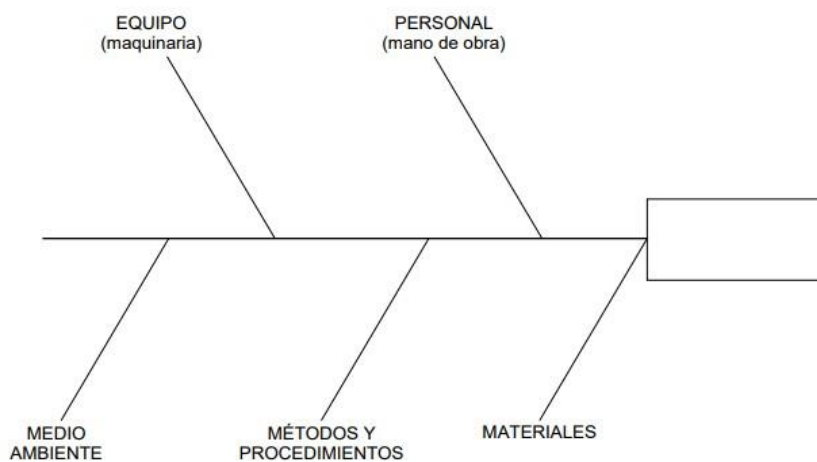 EQUIPO
(maquinaria)
PERSONAL
(mano de obra)
MEDIO
AMBIENTE
MÉTODOS Y
PROCEDIMIENTOS
MATERIALES